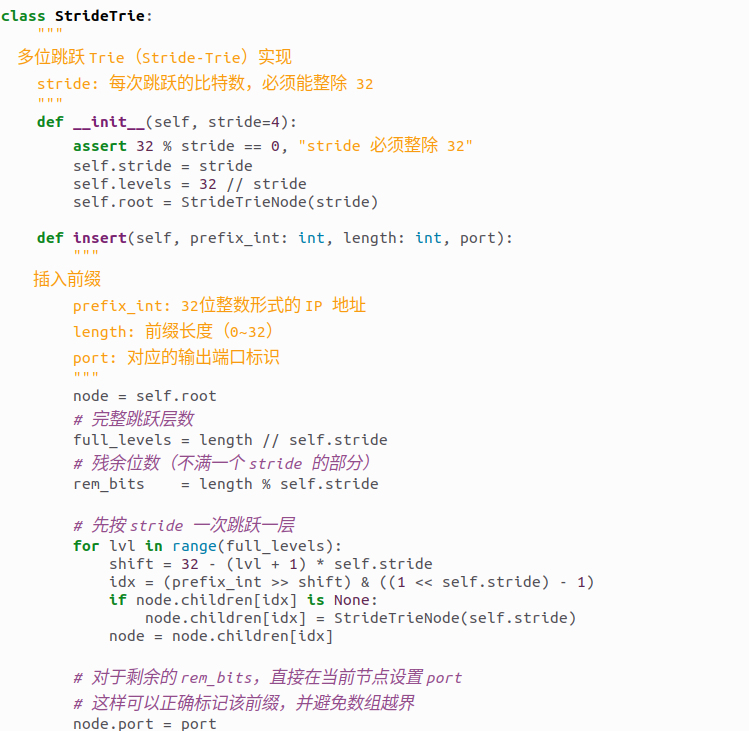 class StrideTrie:
    """
  多位跳跃 Trie（Stride-Trie）实现
    stride: 每次跳跃的比特数，必须能整除 32
    """
    def __init__(self, stride=4):
        assert 32 % stride == 0, "stride 必须整除 32"
        self.stride = stride
        self.levels = 32 // stride
        self.root = StrideTrieNode(stride)

    def insert(self, prefix_int: int, length: int, port):
        """
    插入前缀
        prefix_int: 32位整数形式的 IP 地址
        length: 前缀长度（0~32）
        port: 对应的输出端口标识
        """
        node = self.root
        # 完整跳跃层数
        full_levels = length // self.stride
        # 残余位数（不满一个 stride 的部分）
        rem_bits    = length % self.stride

        # 先按 stride 一次跳跃一层
        for lvl in range(full_levels):
            shift = 32 - (lvl + 1) * self.stride
            idx = (prefix_int >> shift) & ((1 << self.stride) - 1)
            if node.children[idx] is None:
                node.children[idx] = StrideTrieNode(self.stride)
            node = node.children[idx]

        # 对于剩余的 rem_bits，直接在当前节点设置 port
        # 这样可以正确标记该前缀，并避免数组越界
        node.port = port